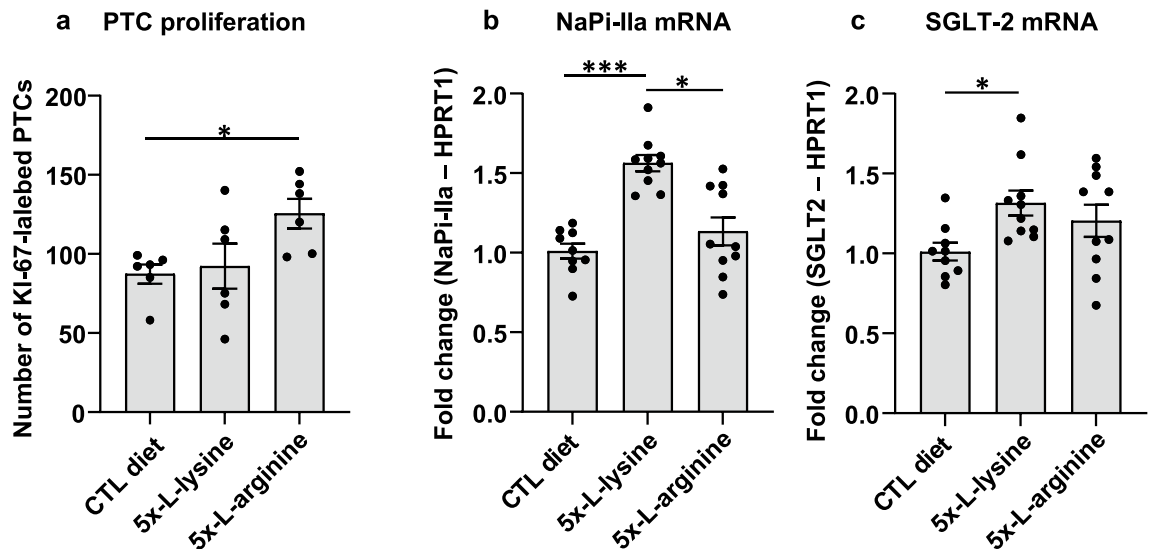 a PTC proliferation
Number of KI-67-lalebed PTCs
200
150
100
50
0
*
CTL diet
5x-L-lysine
5x-L-arginine
b NaPi-IIa mRNA
Fold change (NaPi-IIa – HPRT1)
2.0
1.5
1.0
0.5
0.0
***
*
CTL diet
5x-L-lysine
5x-L-arginine
c SGLT-2 mRNA
Fold change (SGLT2 – HPRT1)
2.0
1.5
1.0
0.5
0.0
*
CTL diet
5x-L-lysine
5x-L-arginine